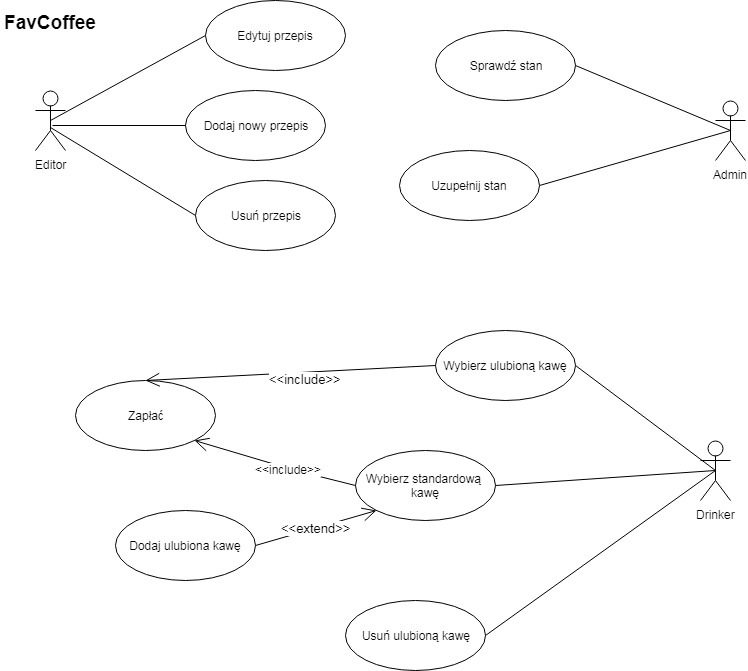 FavCoffee
Edytuj przepis
Sprawdź stan
Dodaj nowy przepis
Editor
Admin
Uzupełnij stan
Usuń przepis
Wybierz ulubioną kawę
<<include>>
Zapłać
<<include>>
Wybierz standardową
kawę
Drinker
<<extend>>
Dodaj ulubiona kawę
Usuń ulubioną kawę